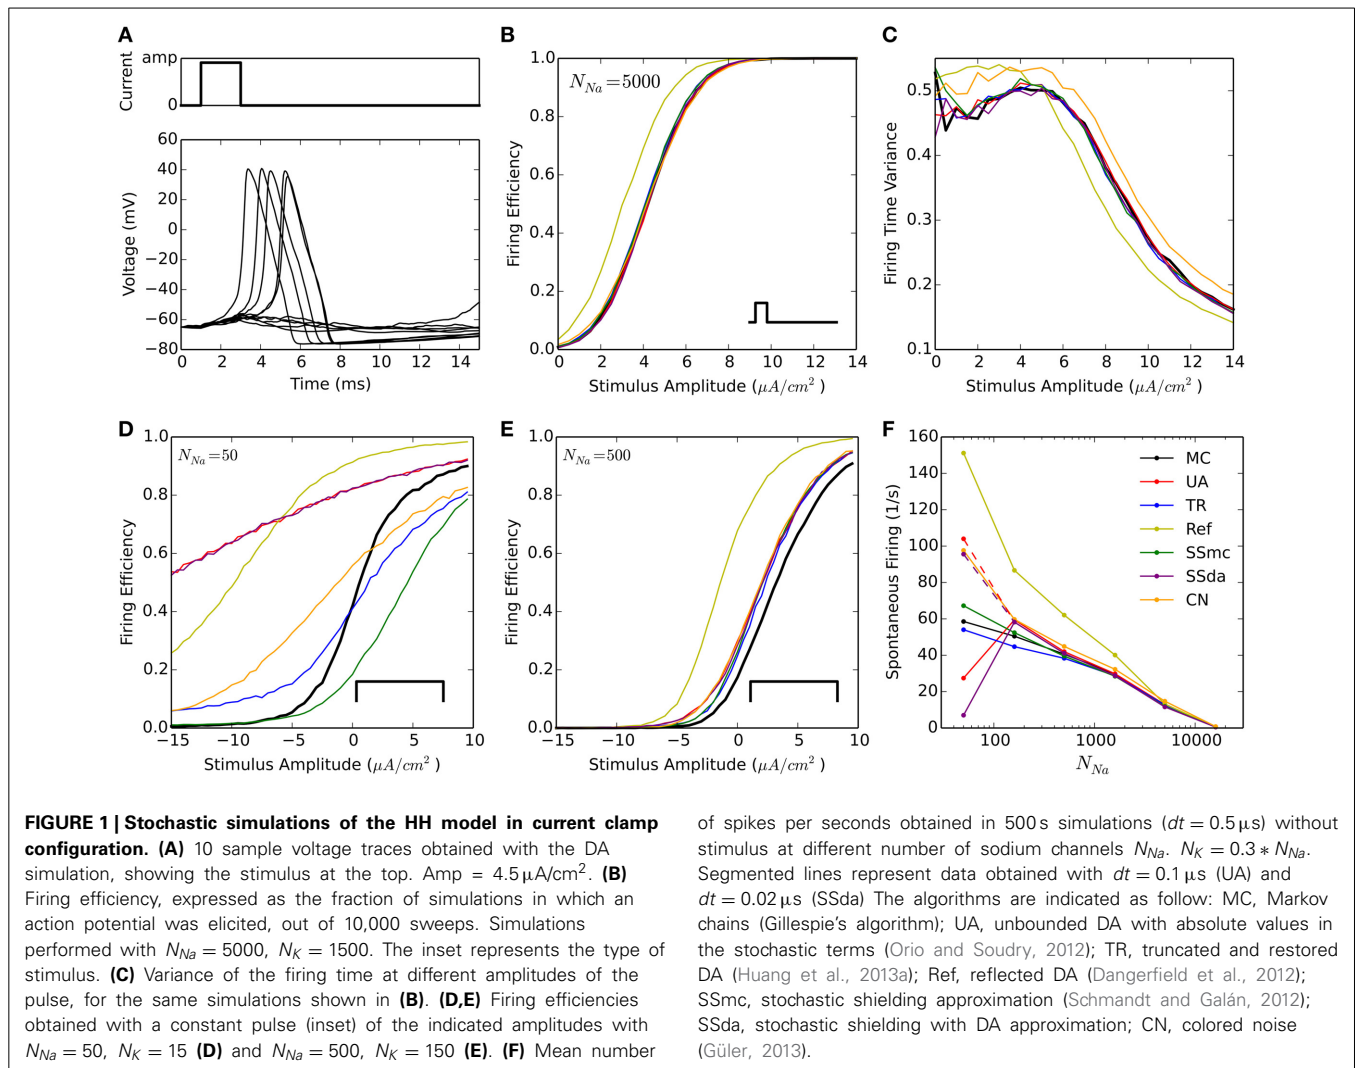 A
Current
amp
0
Voltage (mV)
60
40
20
0
−20
−40
−60
−80
0
2
4
6
8
10
12
14
Time (ms)
B
Firing Efficiency
1.0
0.8
0.6
0.4
0.2
0.0
N_Na=5000
0
2
4
6
8
10
12
14
Stimulus Amplitude (μA/cm²)
C
Firing Time Variance
0.5
0.4
0.3
0.2
0.1
0
2
4
6
8
10
12
14
Stimulus Amplitude (μA/cm²)
D
Firing Efficiency
1.0
0.8
0.6
0.4
0.2
0.0
N_Na=50
−15
−10
−5
0
5
10
Stimulus Amplitude (μA/cm²)
E
Firing Efficiency
1.0
0.8
0.6
0.4
0.2
0.0
N_Na=500
−15
−10
−5
0
5
10
Stimulus Amplitude (μA/cm²)
F
Spontaneous Firing (1/s)
160
140
120
100
80
60
40
20
0
MC
UA
TR
Ref
SSmc
SSda
CN
100
1000
10000
N_Na
FIGURE 1 | Stochastic simulations of the HH model in current clamp
configuration. (A) 10 sample voltage traces obtained with the DA
simulation, showing the stimulus at the top. Amp = 4.5 μA/cm². (B)
Firing efficiency, expressed as the fraction of simulations in which an
action potential was elicited, out of 10,000 sweeps. Simulations
performed with N_Na = 5000, N_K = 1500. The inset represents the type of
stimulus. (C) Variance of the firing time at different amplitudes of the
pulse, for the same simulations shown in (B). (D,E) Firing efficiencies
obtained with a constant pulse (inset) of the indicated amplitudes with
N_Na = 50, N_K = 15 (D) and N_Na = 500, N_K = 150 (E). (F) Mean number
of spikes per seconds obtained in 500 s simulations (dt = 0.5 μs) without
stimulus at different number of sodium channels N_Na. N_K = 0.3 ∗ N_Na.
Segmented lines represent data obtained with dt = 0.1 μs (UA) and
dt = 0.02 μs (SSda) The algorithms are indicated as follow: MC, Markov
chains (Gillespie's algorithm); UA, unbounded DA with absolute values in
the stochastic terms (Orio and Soudry, 2012); TR, truncated and restored
DA (Huang et al., 2013a); Ref, reflected DA (Dangerfield et al., 2012);
SSmc, stochastic shielding approximation (Schmandt and Galán, 2012);
SSda, stochastic shielding with DA approximation; CN, colored noise
(Güler, 2013).